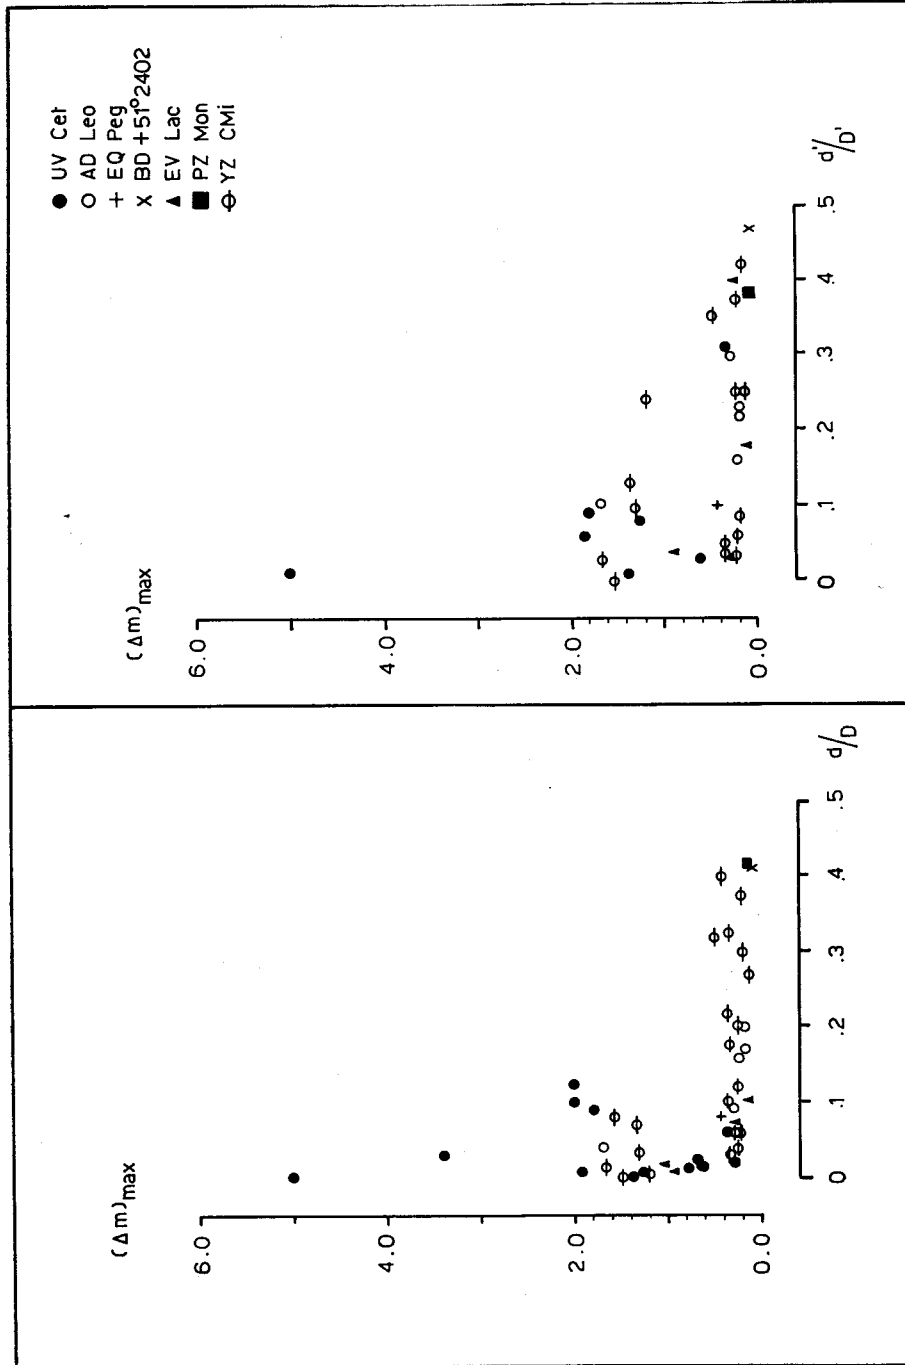 (Δm)max
6.0
4.0
2.0
0.0
0
.1
.2
.3
.4
.5
d/D
(Δm)max
6.0
4.0
2.0
0.0
0
.1
.2
.3
.4
.5
d'/D'
● UV Cet
○ AD Leo
+ EQ Peg
x BD +51°2402
▲ EV Lac
■ PZ Mon
⌽ YZ CMi